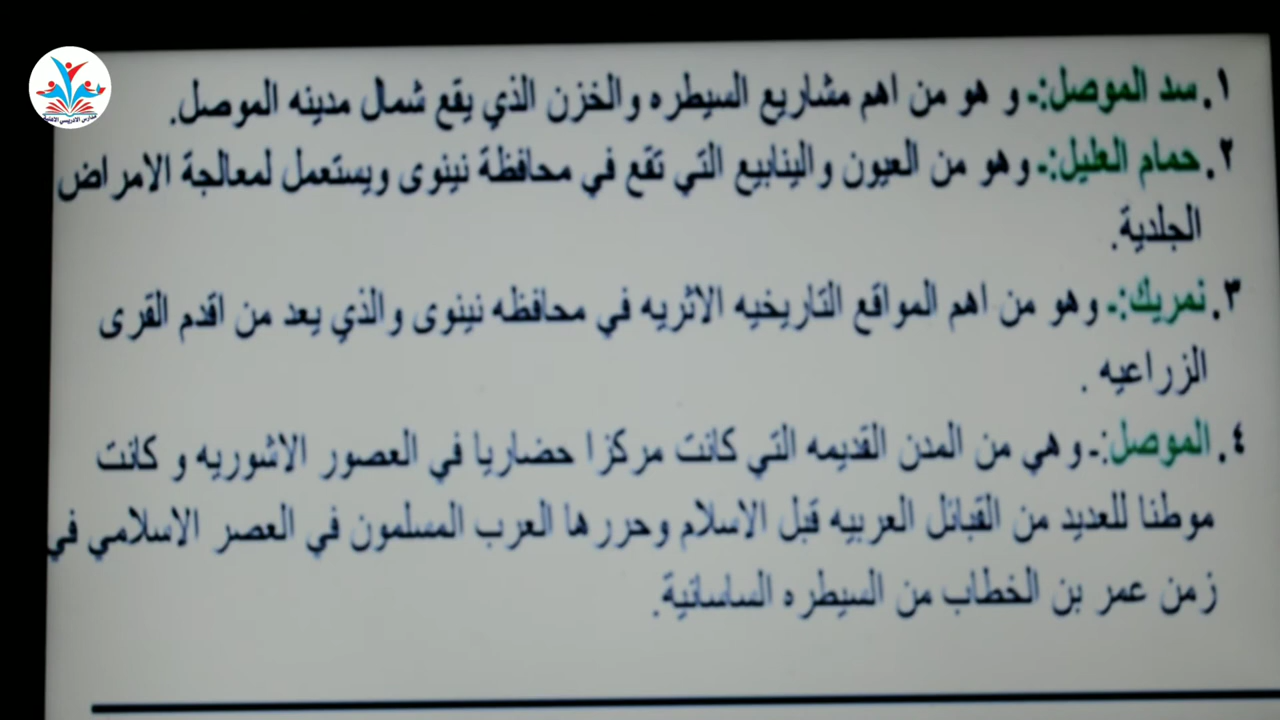 مدارس الادريسي الاهلية
١. سد الموصل:- و هو من اهم مشاريع السيطره والخزن الذي يقع شمال مدينه الموصل.
٢. حمام العليل:- وهو من العيون والينابيع التي تقع في محافظة نينوى ويستعمل لمعالجة الامراض
الجلدية.
٣. نمريك:- وهو من اهم المواقع التاريخيه الاثريه في محافظه نينوى والذي يعد من اقدم القرى
الزراعيه .
٤. الموصل:- وهي من المدن القديمه التي كانت مركزا حضاريا في العصور الاشوريه و كانت
موطنا للعديد من القبائل العربيه قبل الاسلام وحررها العرب المسلمون في العصر الاسلامي في
زمن عمر بن الخطاب من السيطره الساسانية.